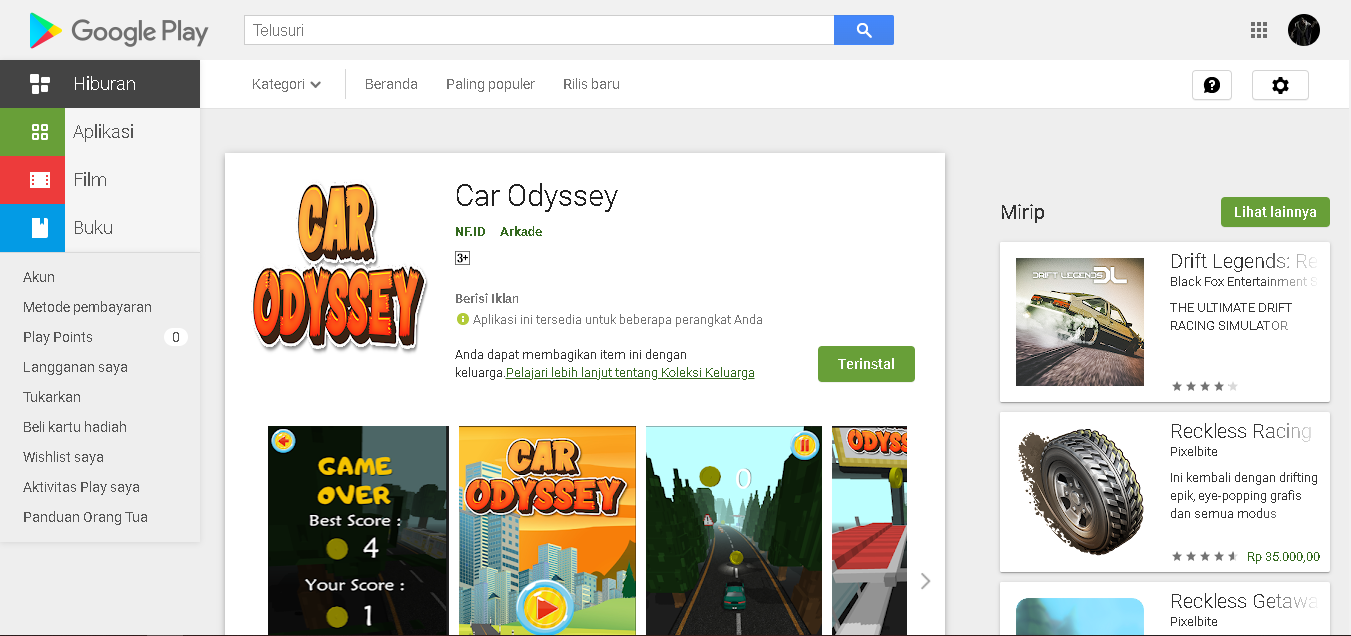 Google Play
Telusuri
Hiburan
Kategori
Beranda
Paling populer
Rilis baru
Aplikasi
Film
Buku
Akun
Metode pembayaran
Play Points
0
Langganan saya
Tukarkan
Beli kartu hadiah
Wishlist saya
Aktivitas Play saya
Panduan Orang Tua
CAR
ODYSSEY
Car Odyssey
NF.ID
Arkade
3+
Berisi Iklan
Aplikasi ini tersedia untuk beberapa perangkat Anda
Anda dapat membagikan item ini dengan
keluarga.Pelajari lebih lanjut tentang Koleksi Keluarga
Terinstal
GAME
OVER
Best Score :
4
Your Score :
1
CAR
ODYSSEY
0
ODYSS
Mirip
Lihat lainnya
DRIFT LEGENDS DL
Drift Legends: Re
Black Fox Entertainment S
THE ULTIMATE DRIFT
RACING SIMULATOR
Reckless Racing
Pixelbite
Ini kembali dengan drifting
epik, eye-popping grafis
dan semua modus
Rp 35.000,00
Reckless Getawa
Pixelbite